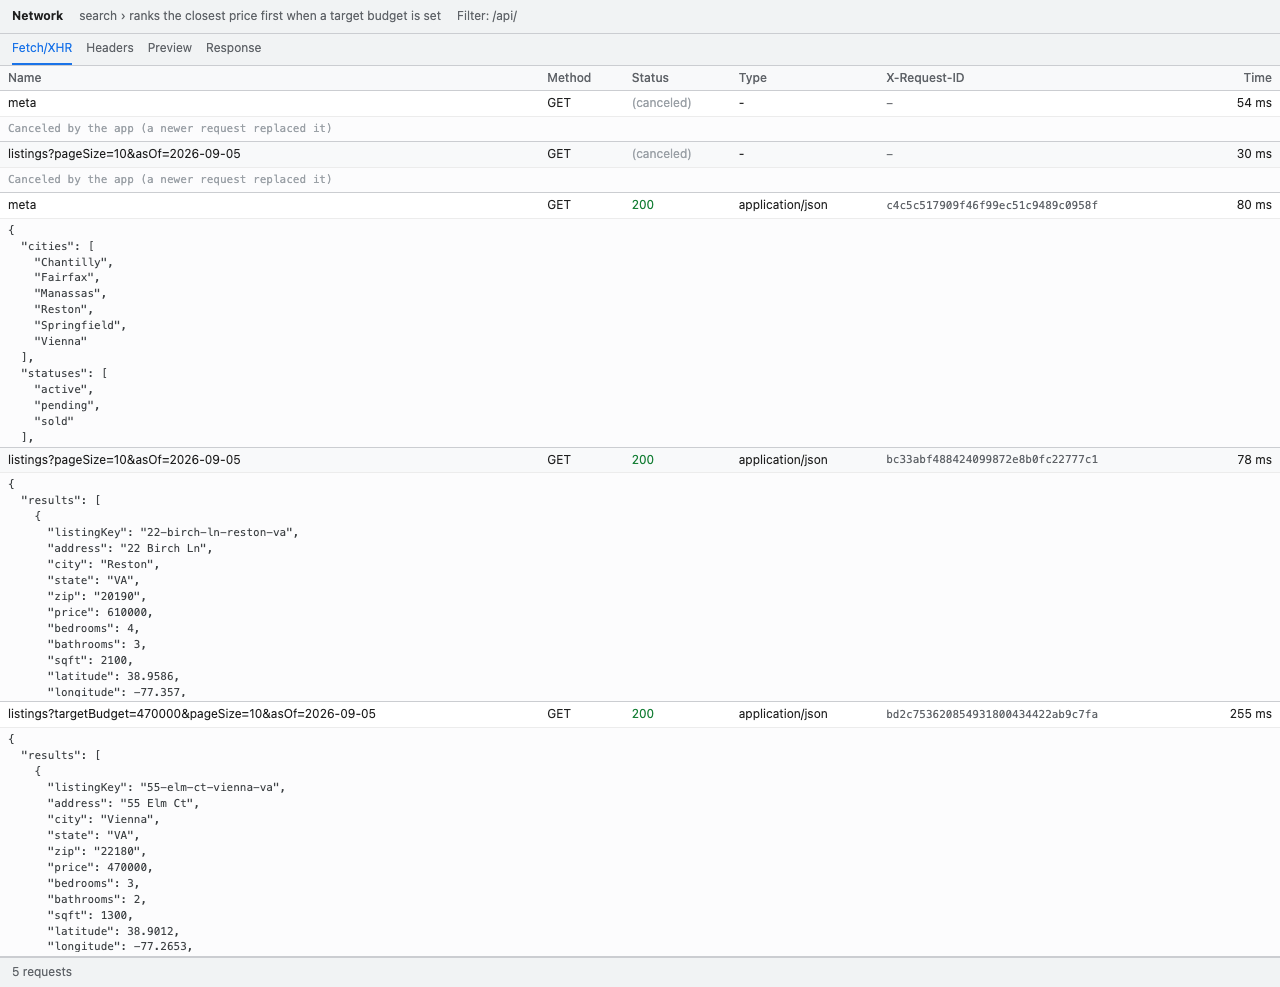 Network search › ranks the closest price first when a target budget is set Filter: /api/
Fetch/XHR Headers Preview Response
Name Method Status Type X-Request-ID Time
meta GET (canceled) - – 54 ms
Canceled by the app (a newer request replaced it)
listings?pageSize=10&asOf=2026-09-05 GET (canceled) - – 30 ms
Canceled by the app (a newer request replaced it)
meta GET 200 application/json c4c5c517909f46f99ec51c9489c0958f 80 ms
{
"cities": [
"Chantilly",
"Fairfax",
"Manassas",
"Reston",
"Springfield",
"Vienna"
],
"statuses": [
"active",
"pending",
"sold"
],
listings?pageSize=10&asOf=2026-09-05 GET 200 application/json bc33abf488424099872e8b0fc22777c1 78 ms
{
"results": [
{
"listingKey": "22-birch-ln-reston-va",
"address": "22 Birch Ln",
"city": "Reston",
"state": "VA",
"zip": "20190",
"price": 610000,
"bedrooms": 4,
"bathrooms": 3,
"sqft": 2100,
"latitude": 38.9586,
"longitude": -77.357,
listings?targetBudget=470000&pageSize=10&asOf=2026-09-05 GET 200 application/json bd2c753620854931800434422ab9c7fa 255 ms
{
"results": [
{
"listingKey": "55-elm-ct-vienna-va",
"address": "55 Elm Ct",
"city": "Vienna",
"state": "VA",
"zip": "22180",
"price": 470000,
"bedrooms": 3,
"bathrooms": 2,
"sqft": 1300,
"latitude": 38.9012,
"longitude": -77.2653,
5 requests